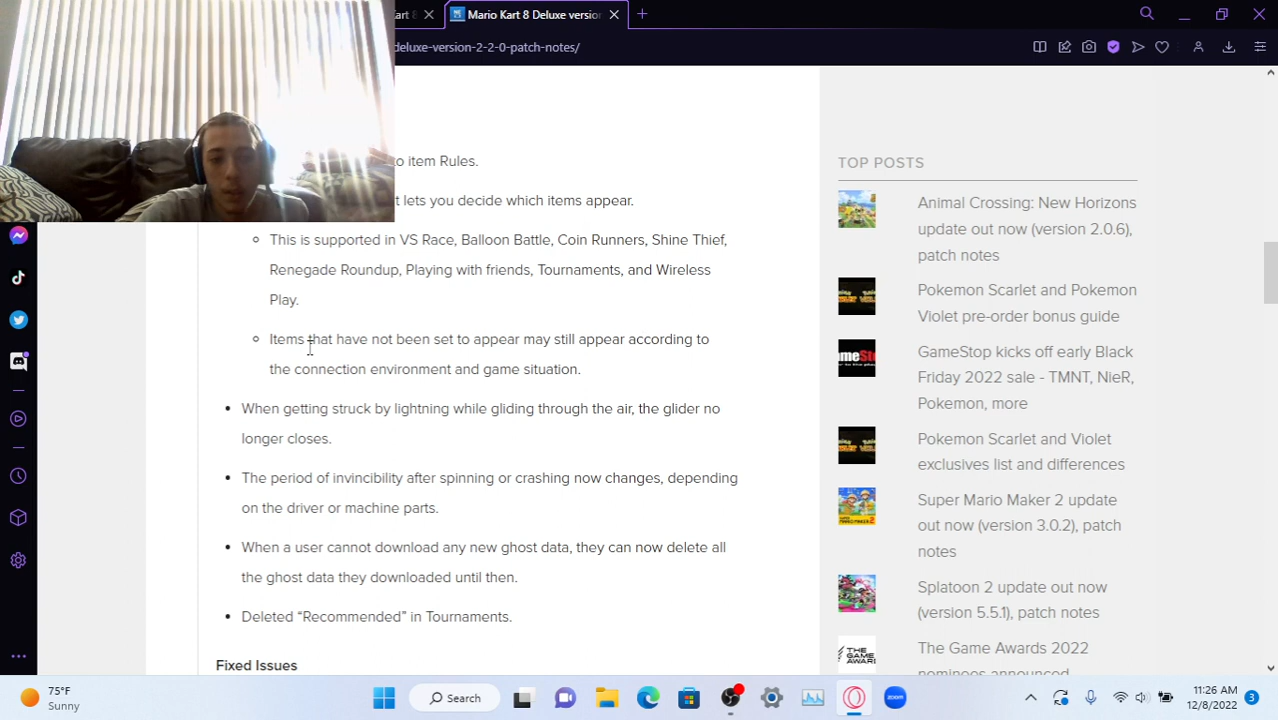 Kart 8
Mario Kart 8 Deluxe version
deluxe-version-2-2-0-patch-notes/
to item Rules.
t lets you decide which items appear.
This is supported in VS Race, Balloon Battle, Coin Runners, Shine Thief,
Renegade Roundup, Playing with friends, Tournaments, and Wireless
Play.
Items that have not been set to appear may still appear according to
the connection environment and game situation.
When getting struck by lightning while gliding through the air, the glider no
longer closes.
The period of invincibility after spinning or crashing now changes, depending
on the driver or machine parts.
When a user cannot download any new ghost data, they can now delete all
the ghost data they downloaded until then.
Deleted “Recommended” in Tournaments.
Fixed Issues
TOP POSTS
Animal Crossing: New Horizons
update out now (version 2.0.6),
patch notes
Pokemon Scarlet and Pokemon
Violet pre-order bonus guide
GameStop kicks off early Black
Friday 2022 sale - TMNT, NieR,
Pokemon, more
Pokemon Scarlet and Violet
exclusives list and differences
Super Mario Maker 2 update
out now (version 3.0.2), patch
notes
Splatoon 2 update out now
(version 5.5.1), patch notes
The Game Awards 2022
nominees announced
75°F
Sunny
Search
zoom
11:26 AM
12/8/2022
3